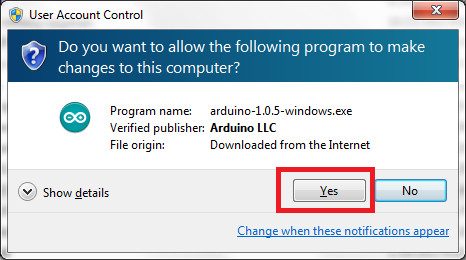 User Account Control
Do you want to allow the following program to make
changes to this computer?
Program name: arduino-1.0.5-windows.exe
Verified publisher: Arduino LLC
File origin: Downloaded from the Internet
Show details
Yes
No
Change when these notifications appear